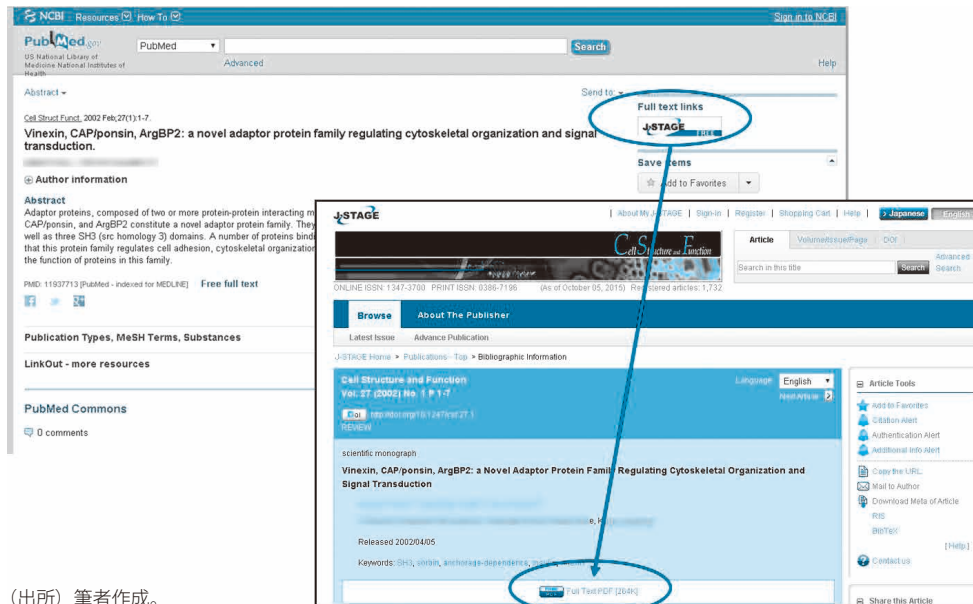 NCBI Resources How To Sign in to NCBI
PubMed.gov PubMed Search
US National Library of
Medicine National Institutes of
Health
Advanced Help
Abstract Send to:
Full text links
Cell Struct Funct. 2002 Feb;27(1):1-7.
J-STAGE FREE
Vinexin, CAP/ponsin, ArgBP2: a novel adaptor protein family regulating cytoskeletal organization and signal
transduction.
Save items
Author information
Add to Favorites
Abstract
Adaptor proteins, composed of two or more protein-protein interacting m
CAP/ponsin, and ArgBP2 constitute a novel adaptor protein family. They
well as three SH3 (src homology 3) domains. A number of proteins bind
that this protein family regulates cell adhesion, cytoskeletal organization
the function of proteins in this family.
PMID: 11937713 [PubMed - indexed for MEDLINE] Free full text
Publication Types, MeSH Terms, Substances
LinkOut - more resources
PubMed Commons
0 comments
J-STAGE
About My J-STAGE | Sign-in | Register | Shopping Cart | Help | Japanese English
Cell Structure and Function
Article Volume/Issue/Page DOI
Search in this title Search Advanced
Search
ONLINE ISSN: 1347-3700 PRINT ISSN: 0386-7196 (As of October 05, 2015) Registered articles: 1,732
Browse About The Publisher
Latest Issue Advance Publication
J-STAGE Home > Publications - Top > Bibliographic Information
Cell Structure and Function
Vol. 27 (2002) No. 1 P 1-7
Language: English
Next Article
REVIEW
scientific monograph
Vinexin, CAP/ponsin, ArgBP2: a Novel Adaptor Protein Family Regulating Cytoskeletal Organization and
Signal Transduction
Released 2002/04/05
Keywords: SH3, sorbin, anchorage-dependence,
Full Text PDF [264K]
Article Tools
Add to Favorites
Citation Alert
Authentication Alert
Additional Info Alert
Copy the URL
Mail to Author
Download Meta of Article
RIS
BibTeX
[Help]
Contact us
Share this Article
（出所）筆者作成。